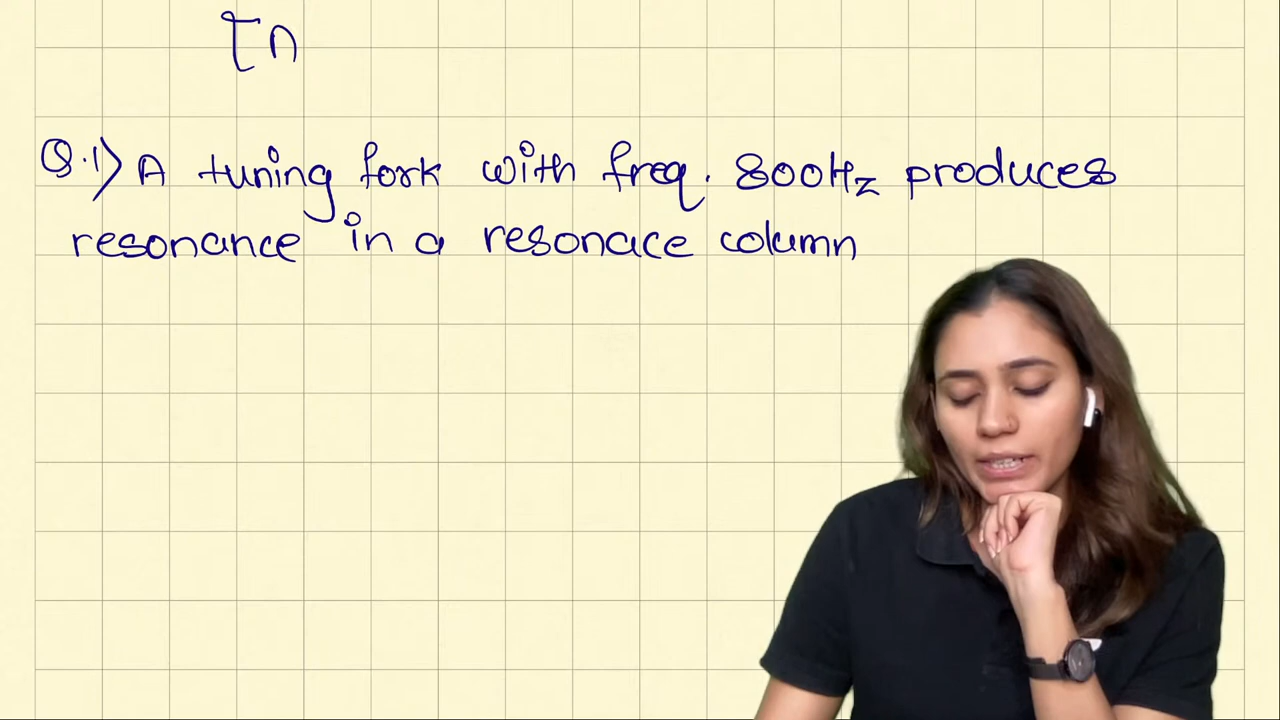 Q.1) A tuning fork with freq. 800Hz produces
resonance in a resonace column